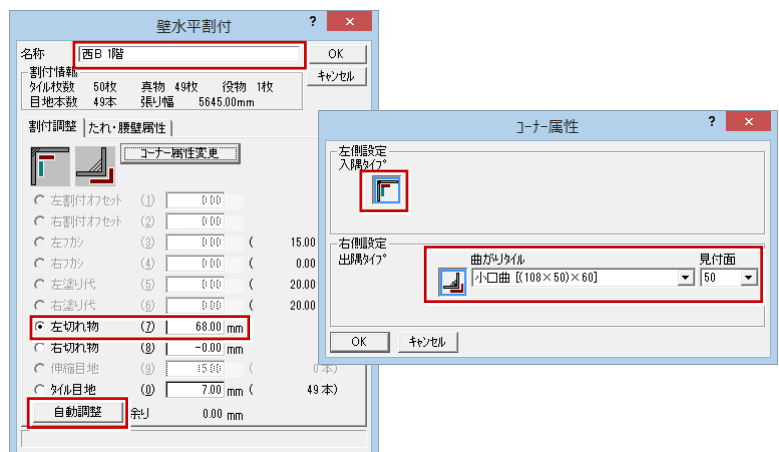 壁水平割付
? ×
名称 西B 1階 OK
割付情報 キャンセル
タイル枚数 50枚 真物 49枚 役物 1枚
目地本数 49本 張り幅 5645.00mm
割付調整 たれ・腰壁属性
コーナー属性変更
左割付オフセット (1) 0.00
右割付オフセット (2) 0.00
左フカシ (3) 0.00 ( 15.00
右フカシ (4) 0.00 ( 0.00
左塗り代 (5) 0.00 ( 20.00
右塗り代 (6) 0.00 ( 20.00
左切れ物 (7) 68.00 mm
右切れ物 (8) -0.00 mm
伸縮目地 (9) 15.00 ( 0 本)
タイル目地 (0) 7.00 mm ( 49 本)
自動調整 余り 0.00 mm
コーナー属性
? ×
左側設定
入隅タイプ
右側設定
出隅タイプ 曲がりタイル 見付面
小口曲 [(108×50)×60] 50
OK キャンセル